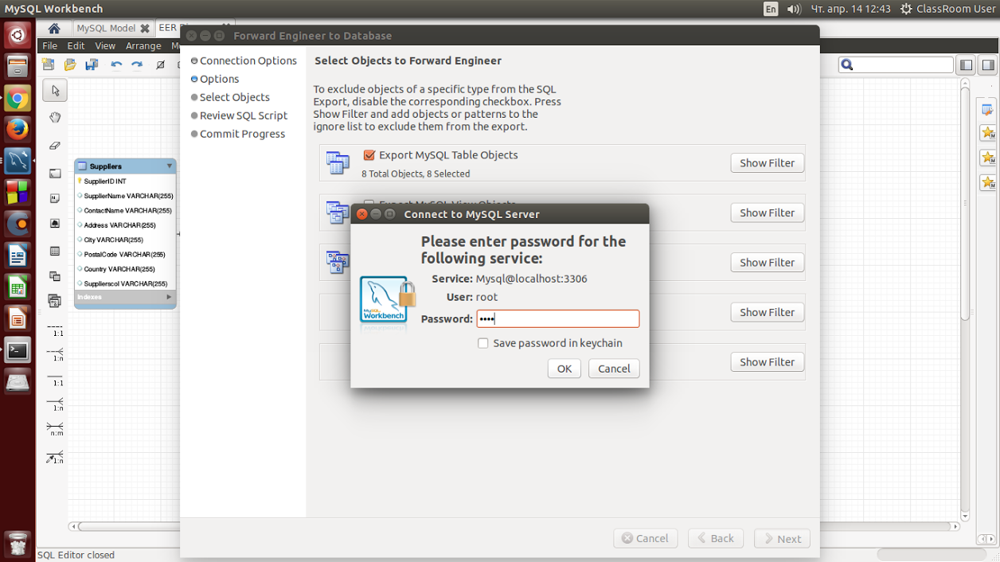 MySQL Workbench
En
Чт. апр. 14 12:43
ClassRoom User
MySQL Model
EER
Forward Engineer to Database
File Edit View Arrange
Connection Options
Options
Select Objects
Review SQL Script
Commit Progress
Select Objects to Forward Engineer
To exclude objects of a specific type from the SQL
Export, disable the corresponding checkbox. Press
Show Filter and add objects or patterns to the
ignore list to exclude them from the export.
Export MySQL Table Objects
8 Total Objects, 8 Selected
Show Filter
Export MySQL View Objects
Show Filter
Show Filter
Show Filter
Show Filter
Connect to MySQL Server
Please enter password for the
following service:
Service: Mysql@localhost:3306
User: root
Password: ••••
Save password in keychain
OK
Cancel
MySQL
Workbench
Suppliers
SupplierID INT
SupplierName VARCHAR(255)
ContactName VARCHAR(255)
Address VARCHAR(255)
City VARCHAR(255)
PostalCode VARCHAR(255)
Country VARCHAR(255)
Supplierscol VARCHAR(255)
Indexes
1:1
1:n
1:1
1:n
n:m
1:n
Cancel
Back
Next
SQL Editor closed